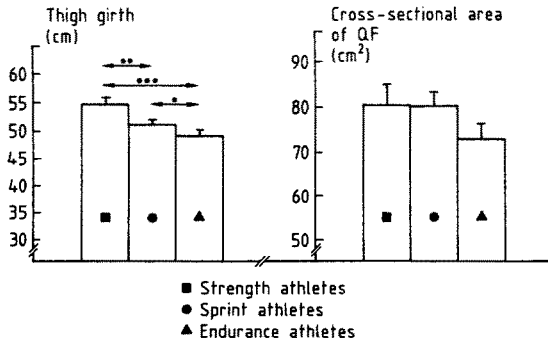 Thigh girth
(cm)
60
55
50
45
35
30
**
***
*
Cross-sectional area
of QF
(cm²)
90
80
70
60
50
■ Strength athletes
● Sprint athletes
▲ Endurance athletes